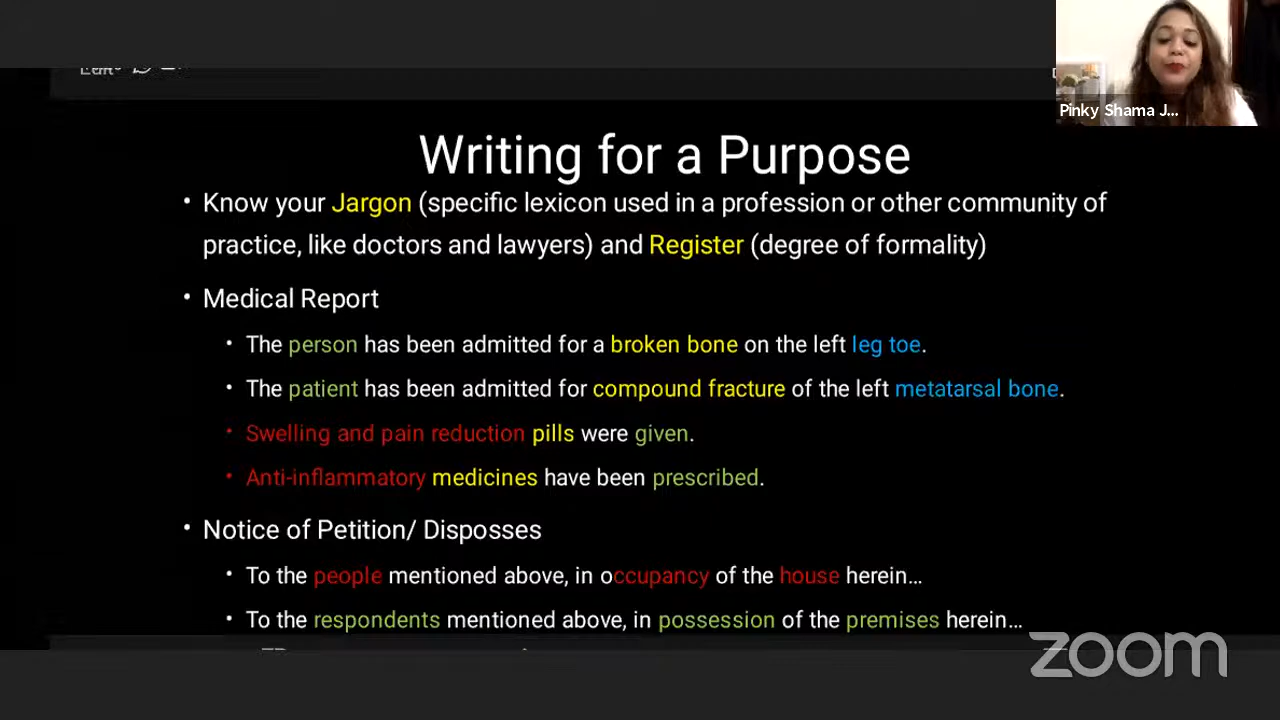 Pinky Shama J...
Writing for a Purpose
• Know your Jargon (specific lexicon used in a profession or other community of
practice, like doctors and lawyers) and Register (degree of formality)
• Medical Report
• The person has been admitted for a broken bone on the left leg toe.
• The patient has been admitted for compound fracture of the left metatarsal bone.
• Swelling and pain reduction pills were given.
• Anti-inflammatory medicines have been prescribed.
• Notice of Petition/ Disposses
• To the people mentioned above, in occupancy of the house herein...
• To the respondents mentioned above, in possession of the premises herein...
zoom